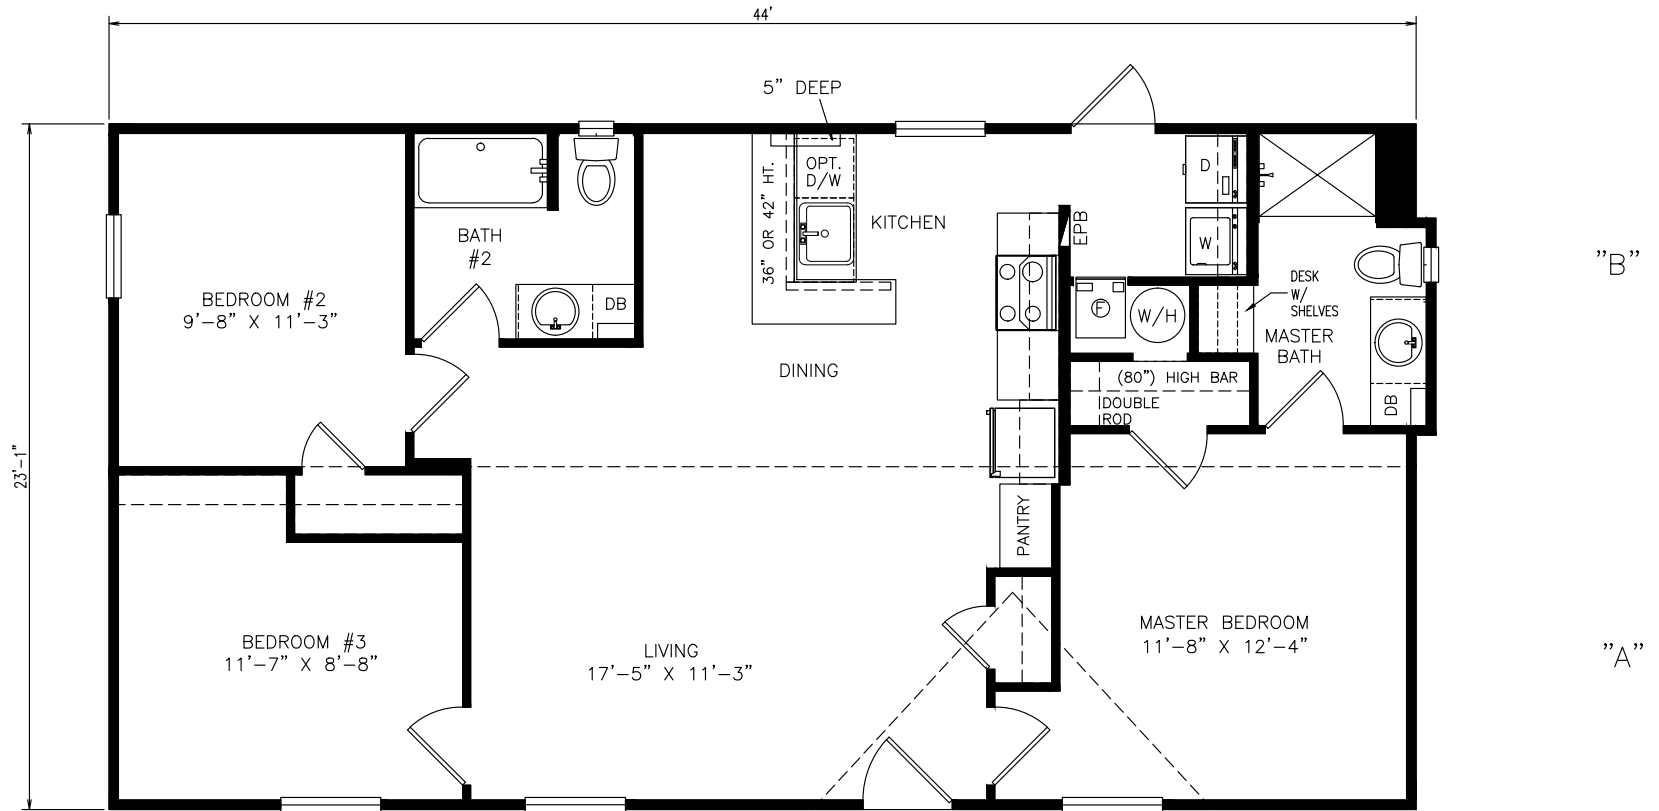 44'
5" DEEP
OPT.
D/W
36" OR 42" HT.
KITCHEN
EPB
D
W
BATH
#2
DB
BEDROOM #2
9'-8" X 11'-3"
DINING
F
W/H
DESK
W/
SHELVES
MASTER
BATH
DB
(80") HIGH BAR
DOUBLE
ROD
"B"
23'-1"
PANTRY
BEDROOM #3
11'-7" X 8'-8"
LIVING
17'-5" X 11'-3"
MASTER BEDROOM
11'-8" X 12'-4"
"A"